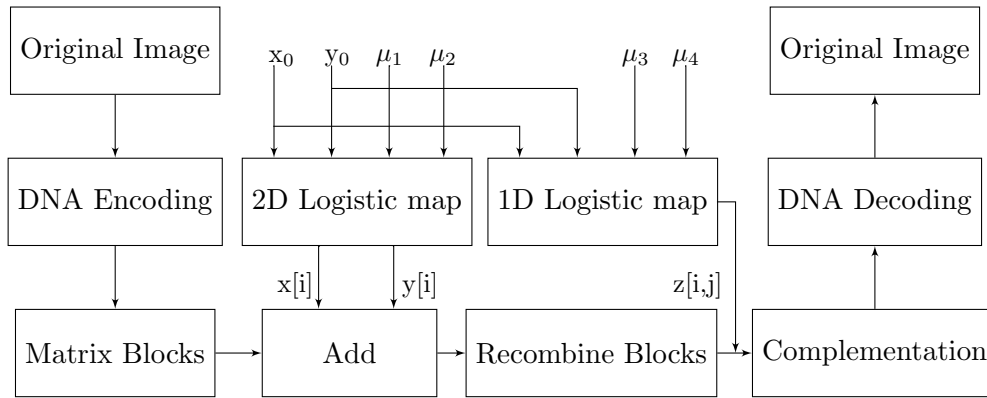 Original Image
Original Image
x₀ y₀ μ₁ μ₂ μ₃ μ₄
DNA Encoding
2D Logistic map
1D Logistic map
DNA Decoding
x[i]
y[i]
z[i,j]
Matrix Blocks
Add
Recombine Blocks
Complementation